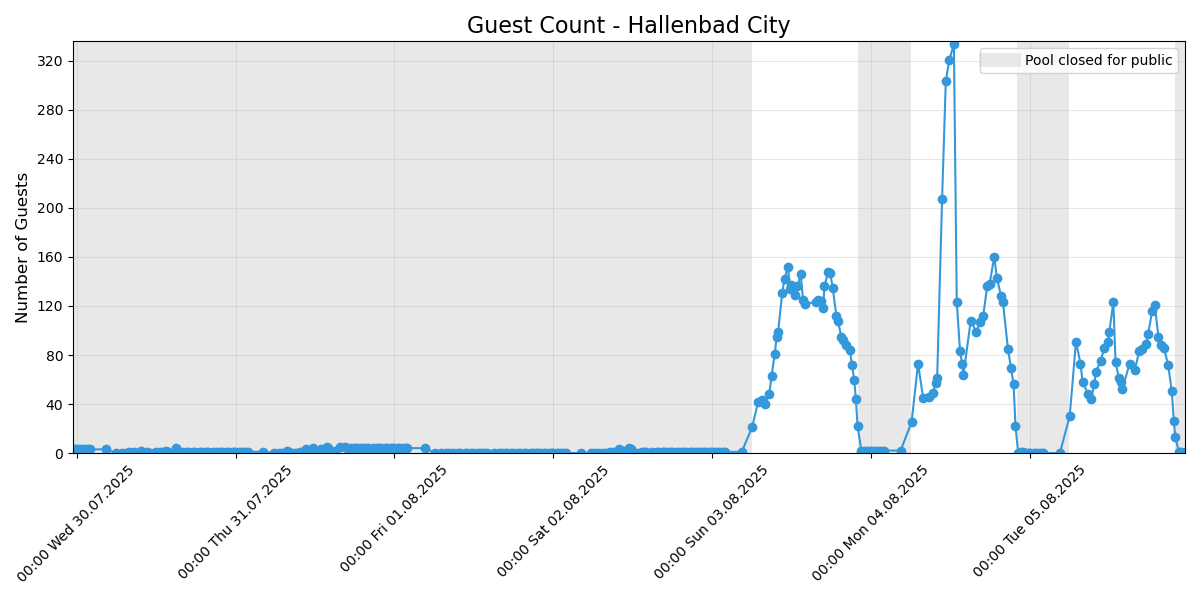 Guest Count - Hallenbad City
Pool closed for public
Number of Guests
320
280
240
200
160
120
80
40
0
00:00 Wed 30.07.2025
00:00 Thu 31.07.2025
00:00 Fri 01.08.2025
00:00 Sat 02.08.2025
00:00 Sun 03.08.2025
00:00 Mon 04.08.2025
00:00 Tue 05.08.2025